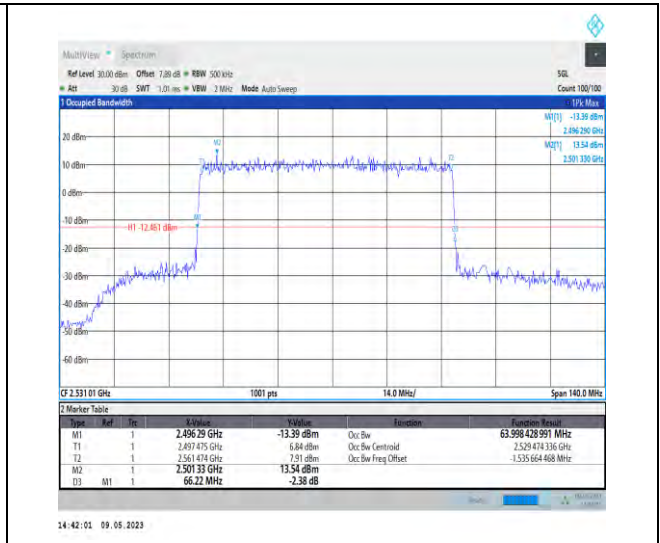 MultiView Spectrum
Ref Level 30.00 dBm Offset 7.89 dB RBW 500 kHz SGL
Att 30 dB SWT 1.01 ms VBW 2 MHz Mode Auto Sweep Count 100/100
1 Occupied Bandwidth 1Pk Max
M1[1] -13.39 dBm
2.496 290 GHz
M2[1] 13.54 dBm
2.501 330 GHz
20 dBm
M2
T1 T2
10 dBm
0 dBm
M1
-10 dBm
H1 -12.461 dBm
D3
-20 dBm
-30 dBm
-40 dBm
-50 dBm
-60 dBm
CF 2.531 01 GHz 1001 pts 14.0 MHz/ Span 140.0 MHz
2 Marker Table
Type Ref Trc X-Value Y-Value Function Function Result
M1 1 2.496 29 GHz -13.39 dBm Occ Bw 63.998 428 991 MHz
T1 1 2.497 475 GHz 6.84 dBm Occ Bw Centroid 2.529 474 336 GHz
T2 1 2.561 474 GHz 7.91 dBm Occ Bw Freq Offset -1.535 664 468 MHz
M2 1 2.501 33 GHz 13.54 dBm
D3 M1 1 66.22 MHz -2.38 dB
14:42:01 09.05.2023